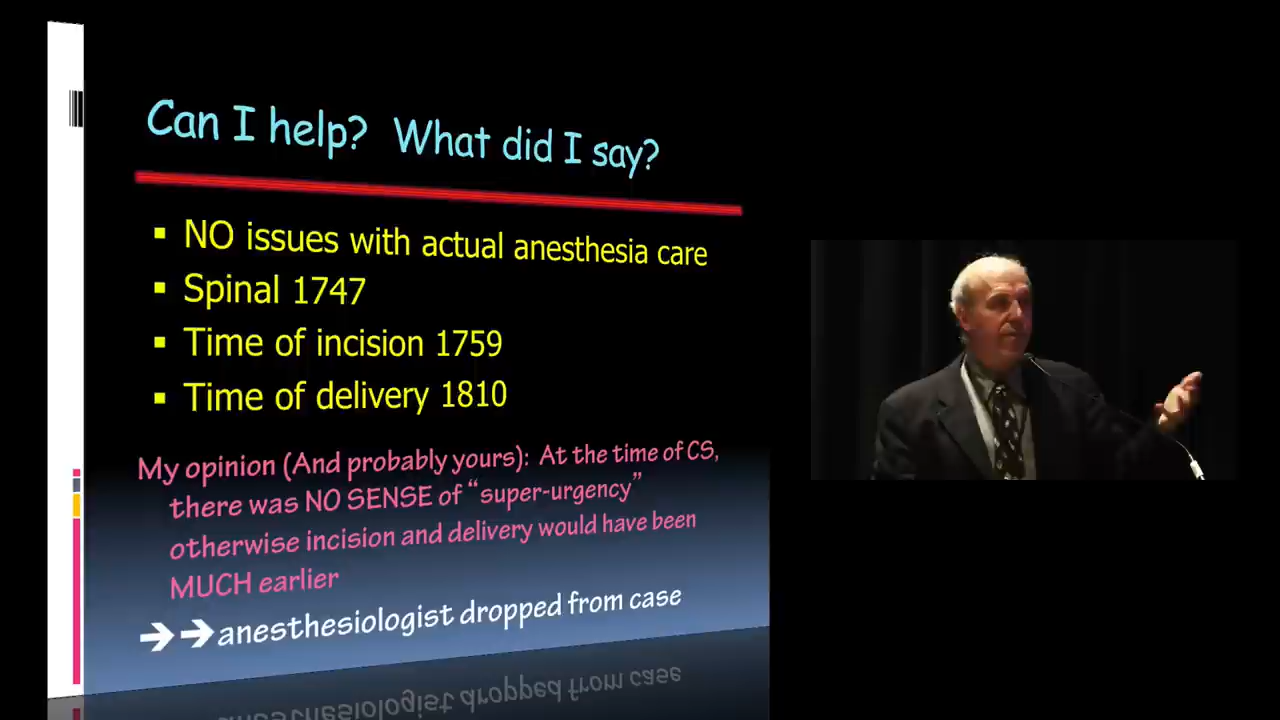 Can I help? What did I say?
▪ NO issues with actual anesthesia care
▪ Spinal 1747
▪ Time of incision 1759
▪ Time of delivery 1810
My opinion (And probably yours): At the time of CS,
there was NO SENSE of “super-urgency”
otherwise incision and delivery would have been
MUCH earlier
→→anesthesiologist dropped from case